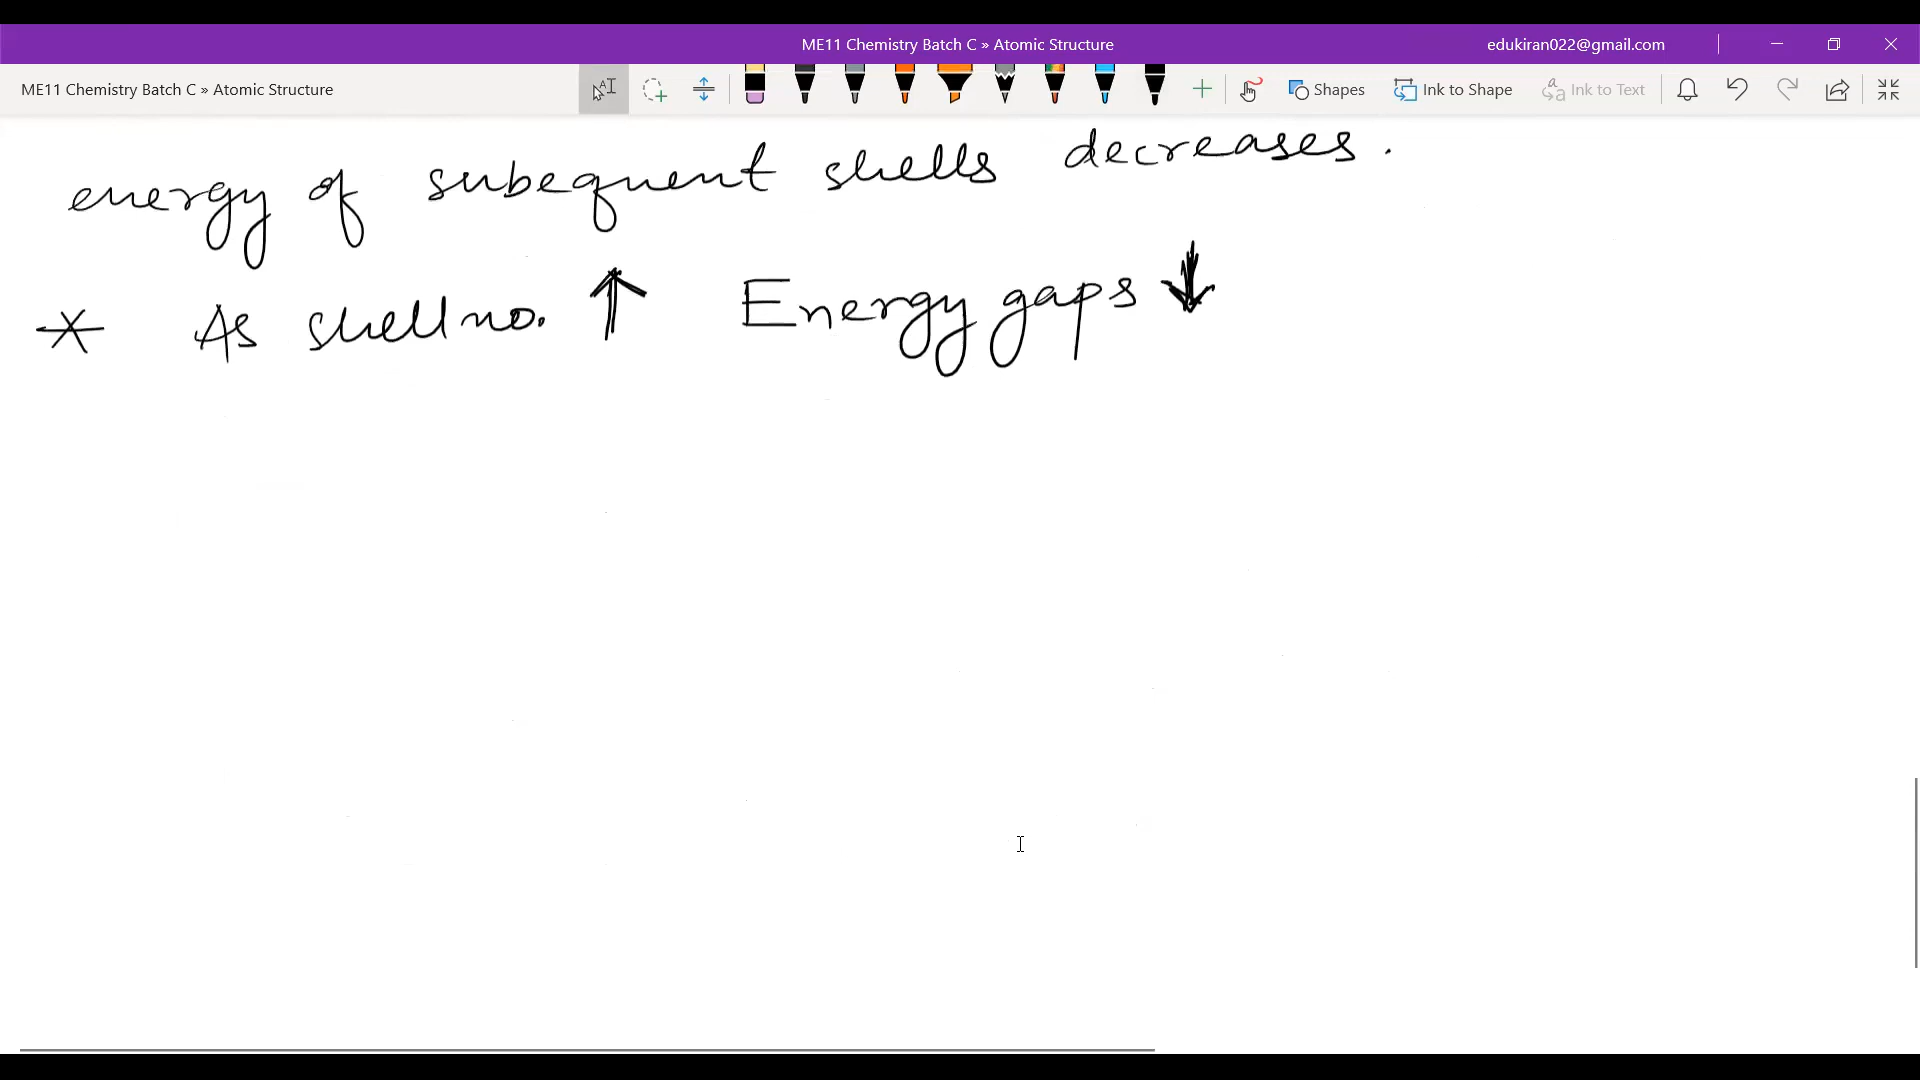 ME11 Chemistry Batch C » Atomic Structure
edukiran022@gmail.com
ME11 Chemistry Batch C » Atomic Structure
Shapes
Ink to Shape
Ink to Text
energy of subequent shells decreases.
* As shell no. ↑ Energy gaps ↓